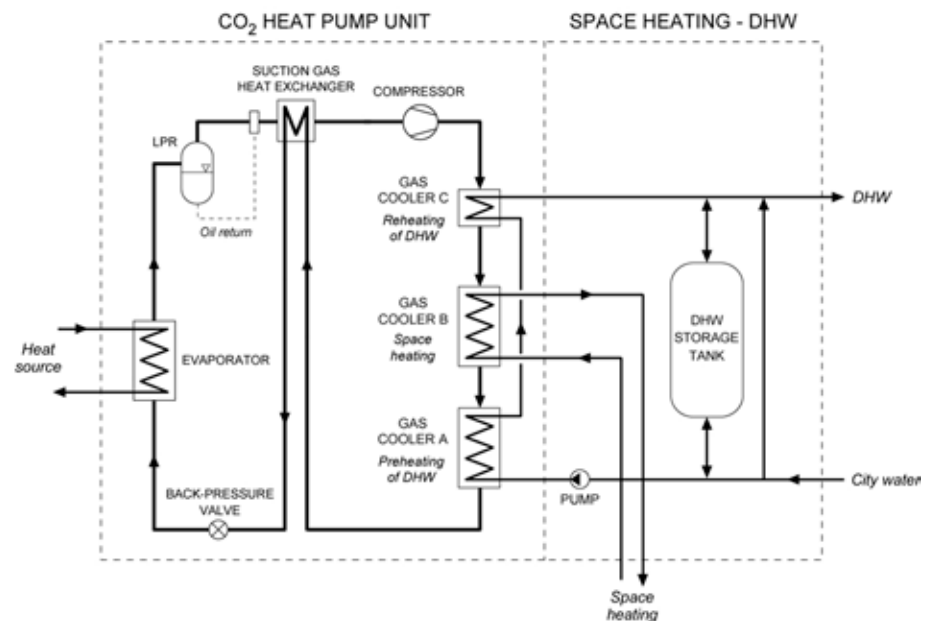 CO2 HEAT PUMP UNIT
SPACE HEATING - DHW
SUCTION GAS
HEAT EXCHANGER
COMPRESSOR
LPR
Oil return
GAS
COOLER C
Reheating
of DHW
DHW
GAS
COOLER B
Space
heating
DHW
STORAGE
TANK
Heat
source
EVAPORATOR
GAS
COOLER A
Preheating
of DHW
BACK-PRESSURE
VALVE
PUMP
City water
Space
heating